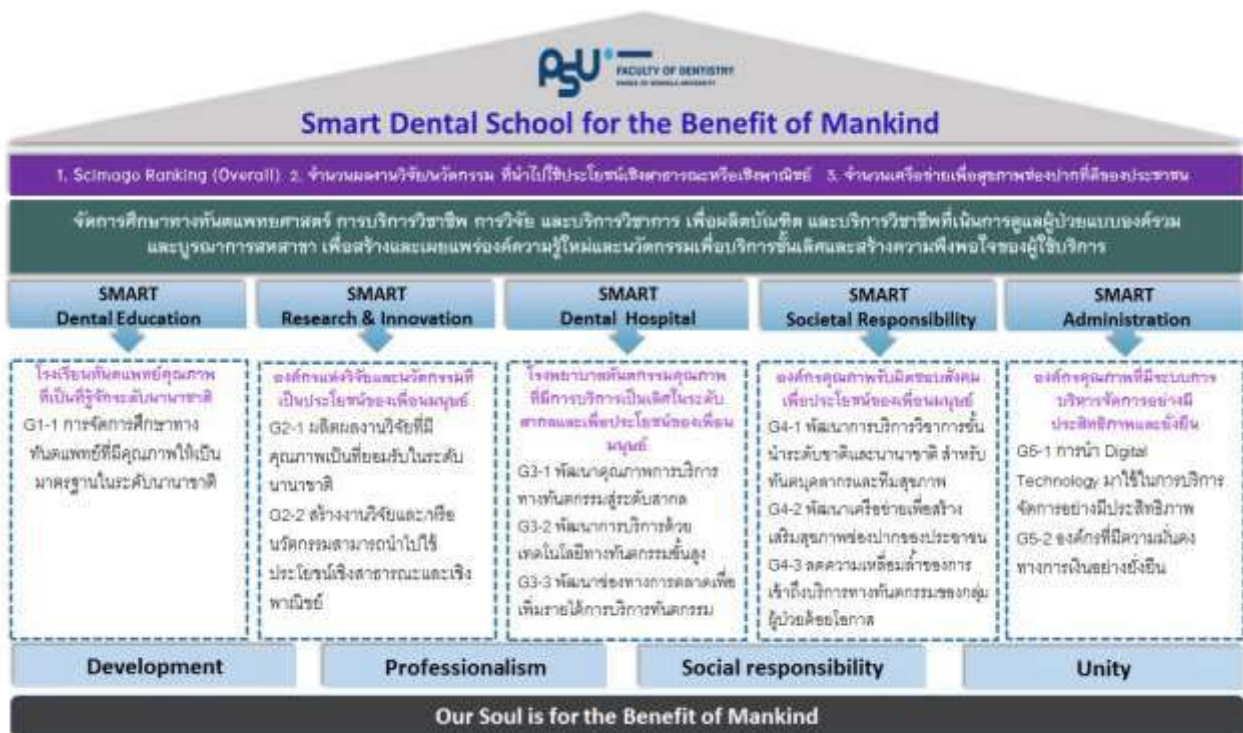 PSU FACULTY OF DENTISTRY
PRINCE OF SONGKLA UNIVERSITY
Smart Dental School for the Benefit of Mankind
1. Scimago Ranking (Overall) 2. จำนวนผลงานวิจัย/นวัตกรรม ที่นำไปใช้ประโยชน์เชิงสาธารณะหรือเชิงพาณิชย์ 3. จำนวนเครือข่ายเพื่อสุขภาพช่องปากที่ดีของประชาชน
จัดการศึกษาทางทันตแพทยศาสตร์ การบริการวิชาชีพ การวิจัย และบริการวิชาการ เพื่อผลิตบัณฑิต และบริการวิชาชีพที่เน้นการดูแลผู้ป่วยแบบองค์รวม
และบูรณาการสหสาขา เพื่อสร้างและเผยแพร่องค์ความรู้ใหม่และนวัตกรรมเพื่อบริการชั้นเลิศและสร้างความพึงพอใจของผู้ใช้บริการ
SMART
Dental Education
โรงเรียนทันตแพทย์คุณภาพ
ที่เป็นที่รู้จักระดับนานาชาติ
G1-1 การจัดการศึกษาทาง
ทันตแพทย์ที่มีคุณภาพให้เป็น
มาตรฐานในระดับนานาชาติ
SMART
Research & Innovation
องค์กรแห่งวิจัยและนวัตกรรมที่
เป็นประโยชน์ของเพื่อนมนุษย์
G2-1 ผลิตผลงานวิจัยที่มี
คุณภาพเป็นที่ยอมรับในระดับ
นานาชาติ
G2-2 สร้างงานวิจัยและ/หรือ
นวัตกรรมสามารถนำไปใช้
ประโยชน์เชิงสาธารณะและเชิง
พาณิชย์
SMART
Dental Hospital
โรงพยาบาลทันตกรรมคุณภาพ
ที่มีการบริการเป็นเลิศในระดับ
สากลและเพื่อประโยชน์ของเพื่อน
มนุษย์
G3-1 พัฒนาคุณภาพการบริการ
ทางทันตกรรมสู่ระดับสากล
G3-2 พัฒนาการบริการด้วย
เทคโนโลยีทางทันตกรรมขั้นสูง
G3-3 พัฒนาช่องทางการตลาดเพื่อ
เพิ่มรายได้การบริการทันตกรรม
SMART
Societal Responsibility
องค์กรคุณภาพรับผิดชอบสังคม
เพื่อประโยชน์ของเพื่อนมนุษย์
G4-1 พัฒนาการบริการวิชาการชั้น
นำระดับชาติและนานาชาติ สำหรับ
ทันตบุคลากรและทีมสุขภาพ
G4-2 พัฒนาเครือข่ายเพื่อสร้าง
เสริมสุขภาพช่องปากของประชาชน
G4-3 ลดความเหลื่อมล้ำของการ
เข้าถึงบริการทางทันตกรรมของกลุ่ม
ผู้ป่วยด้อยโอกาส
SMART
Administration
องค์กรคุณภาพที่มีระบบการ
บริหารจัดการอย่างมี
ประสิทธิภาพและยั่งยืน
G5-1 การนำ Digital
Technology มาใช้ในการบริการ
จัดการอย่างมีประสิทธิภาพ
G5-2 องค์กรที่มีความมั่นคง
ทางการเงินอย่างยั่งยืน
Development
Professionalism
Social responsibility
Unity
Our Soul is for the Benefit of Mankind